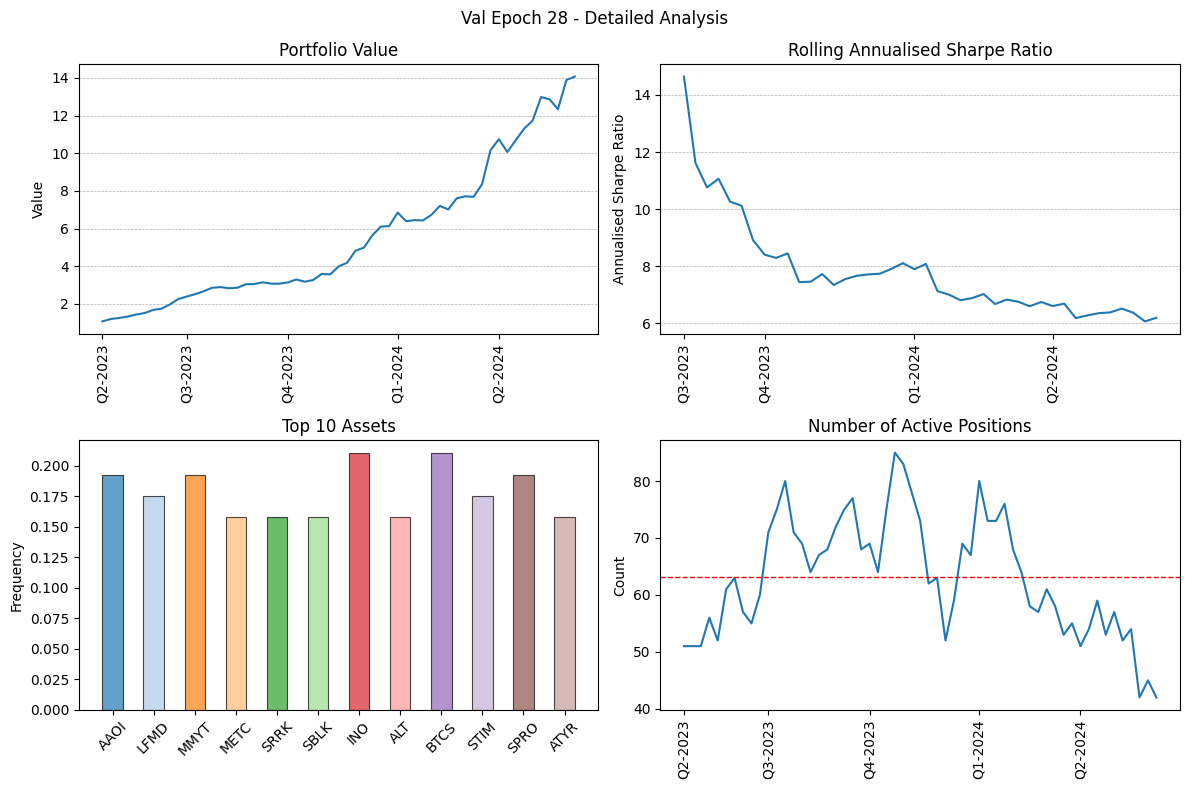 Val Epoch 28 - Detailed Analysis
Portfolio Value
Value
14
12
10
8
6
4
2
Q2-2023
Q3-2023
Q4-2023
Q1-2024
Q2-2024
Rolling Annualised Sharpe Ratio
Annualised Sharpe Ratio
14
12
10
8
6
Q3-2023
Q4-2023
Q1-2024
Q2-2024
Top 10 Assets
Frequency
0.200
0.175
0.150
0.125
0.100
0.075
0.050
0.025
0.000
AAOI
LFMD
MMYT
METC
SRRK
SBLK
INO
ALT
BTCS
STIM
SPRO
ATYR
Number of Active Positions
Count
80
70
60
50
40
Q2-2023
Q3-2023
Q4-2023
Q1-2024
Q2-2024